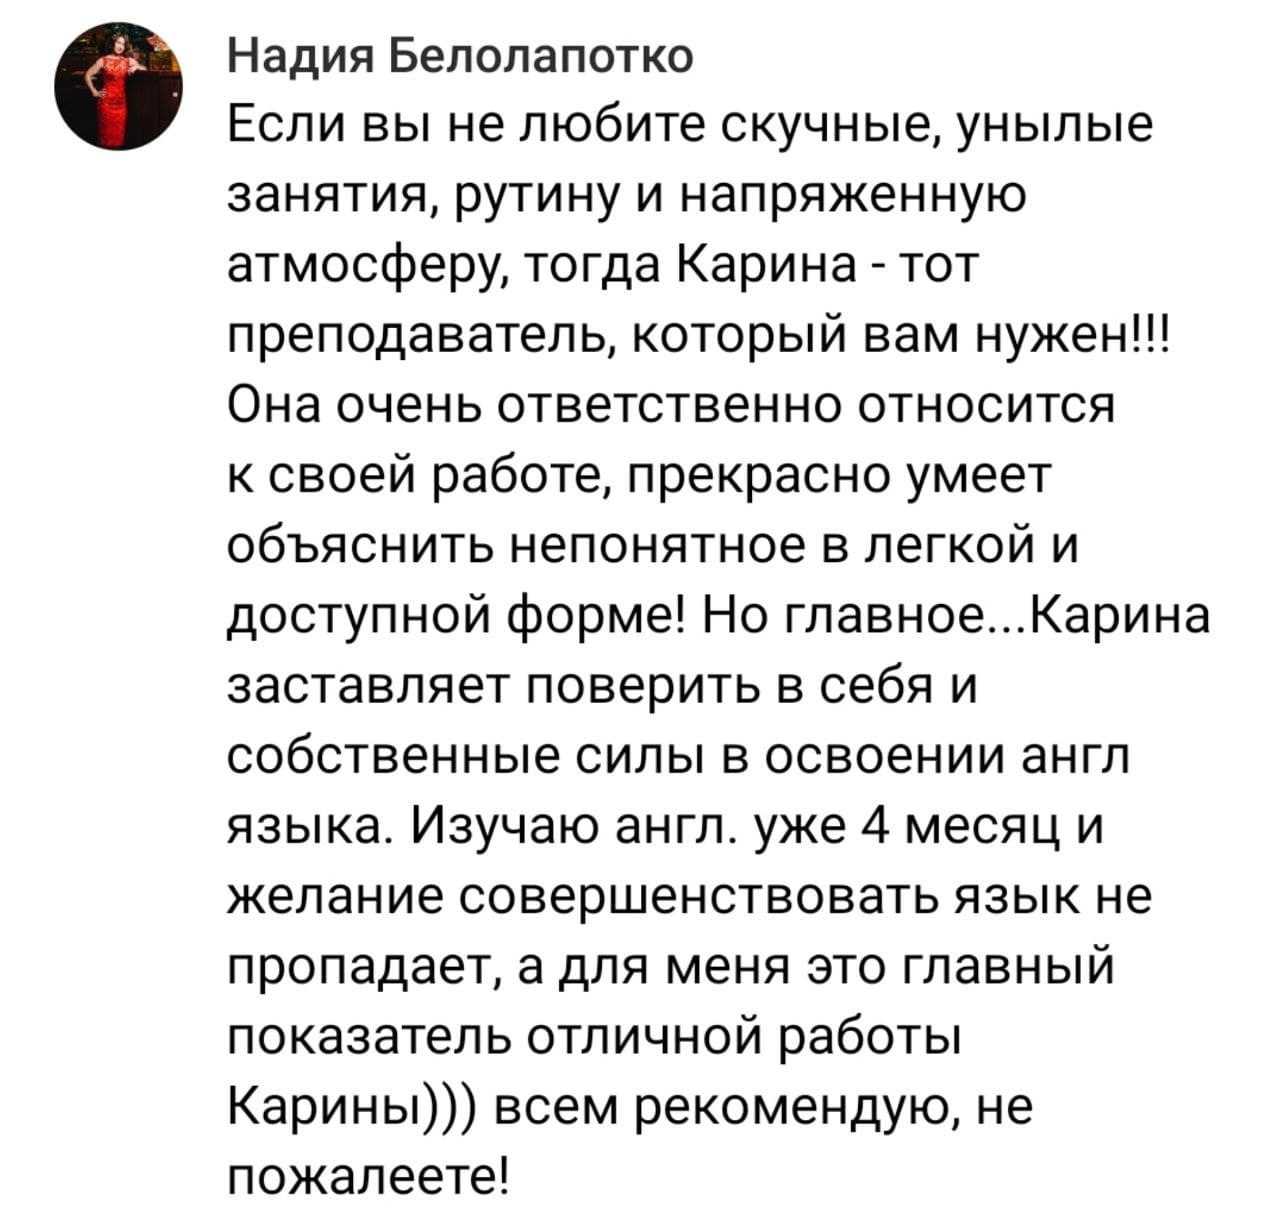 Надия Белолапотко
Если вы не любите скучные, унылые
занятия, рутину и напряженную
атмосферу, тогда Карина - тот
преподаватель, который вам нужен!!!
Она очень ответственно относится
к своей работе, прекрасно умеет
объяснить непонятное в легкой и
доступной форме! Но главное...Карина
заставляет поверить в себя и
собственные силы в освоении англ
языка. Изучаю англ. уже 4 месяц и
желание совершенствовать язык не
пропадает, а для меня это главный
показатель отличной работы
Карины))) всем рекомендую, не
пожалеете!